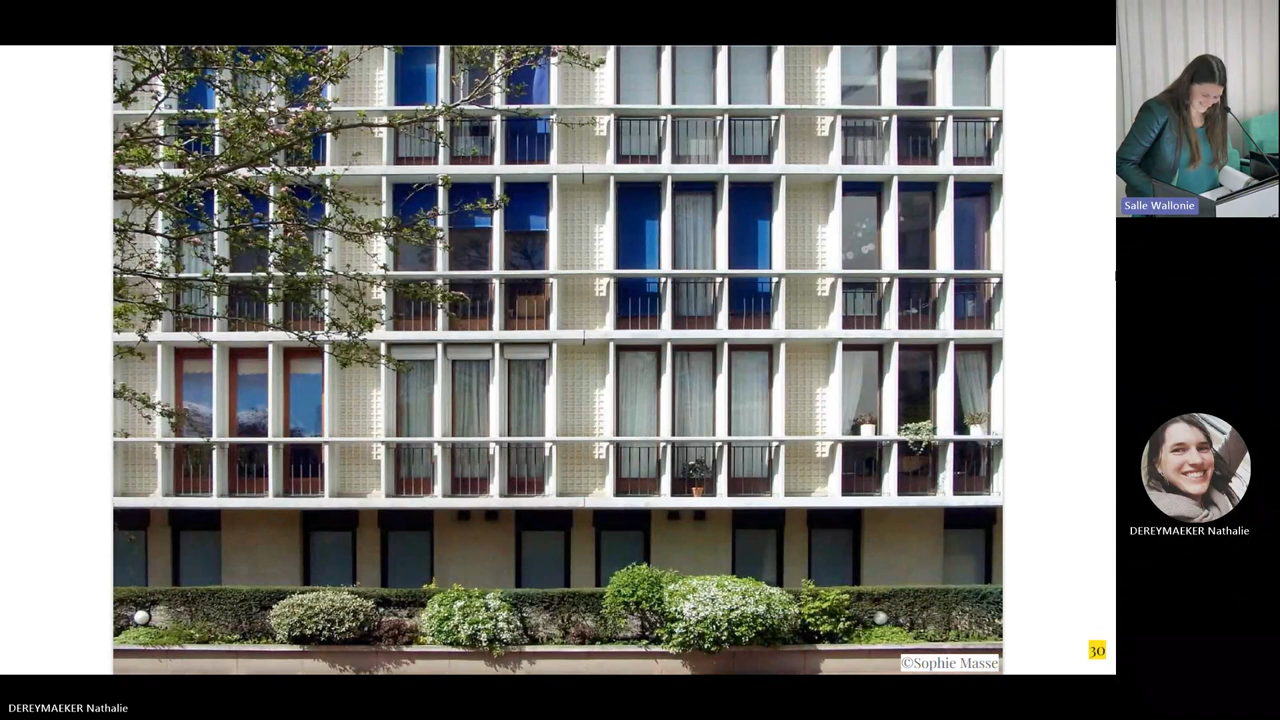 Salle Wallonie
DEREYMAEKER Nathalie
30
©Sophie Masse
DEREYMAEKER Nathalie